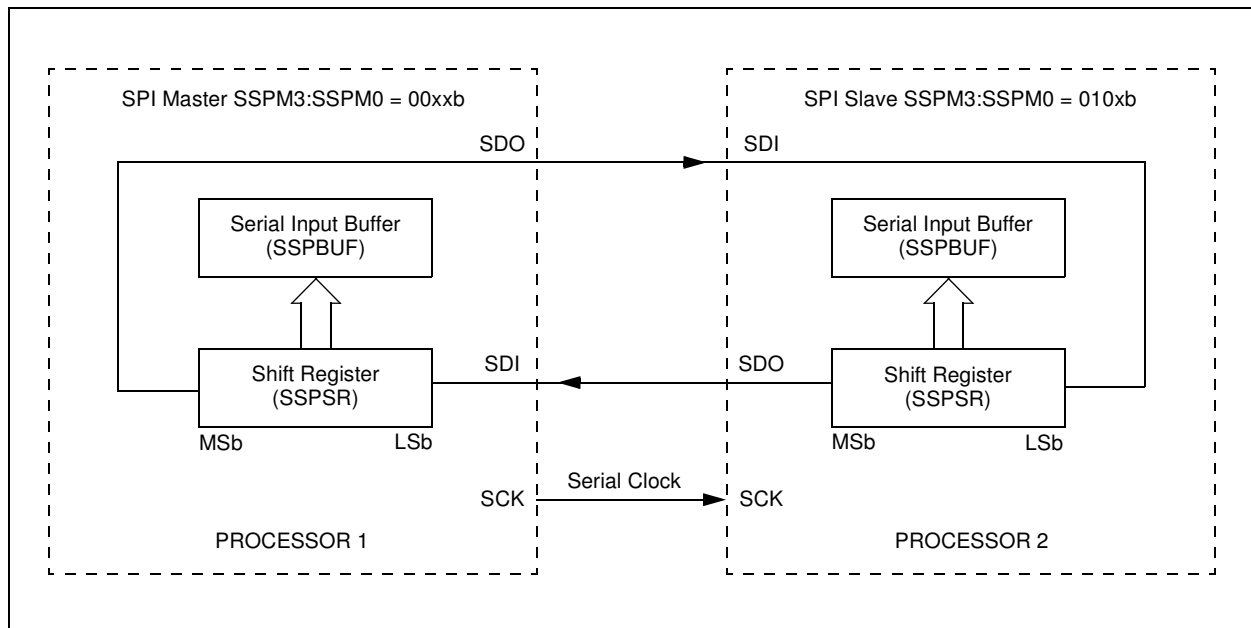 SPI Master SSPM3:SSPM0 = 00xxb
SDO
Serial Input Buffer
(SSPBUF)
Shift Register
(SSPSR)
MSb
LSb
SDI
SCK
PROCESSOR 1
Serial Clock
SPI Slave SSPM3:SSPM0 = 010xb
SDI
Serial Input Buffer
(SSPBUF)
SDO
Shift Register
(SSPSR)
MSb
LSb
SCK
PROCESSOR 2